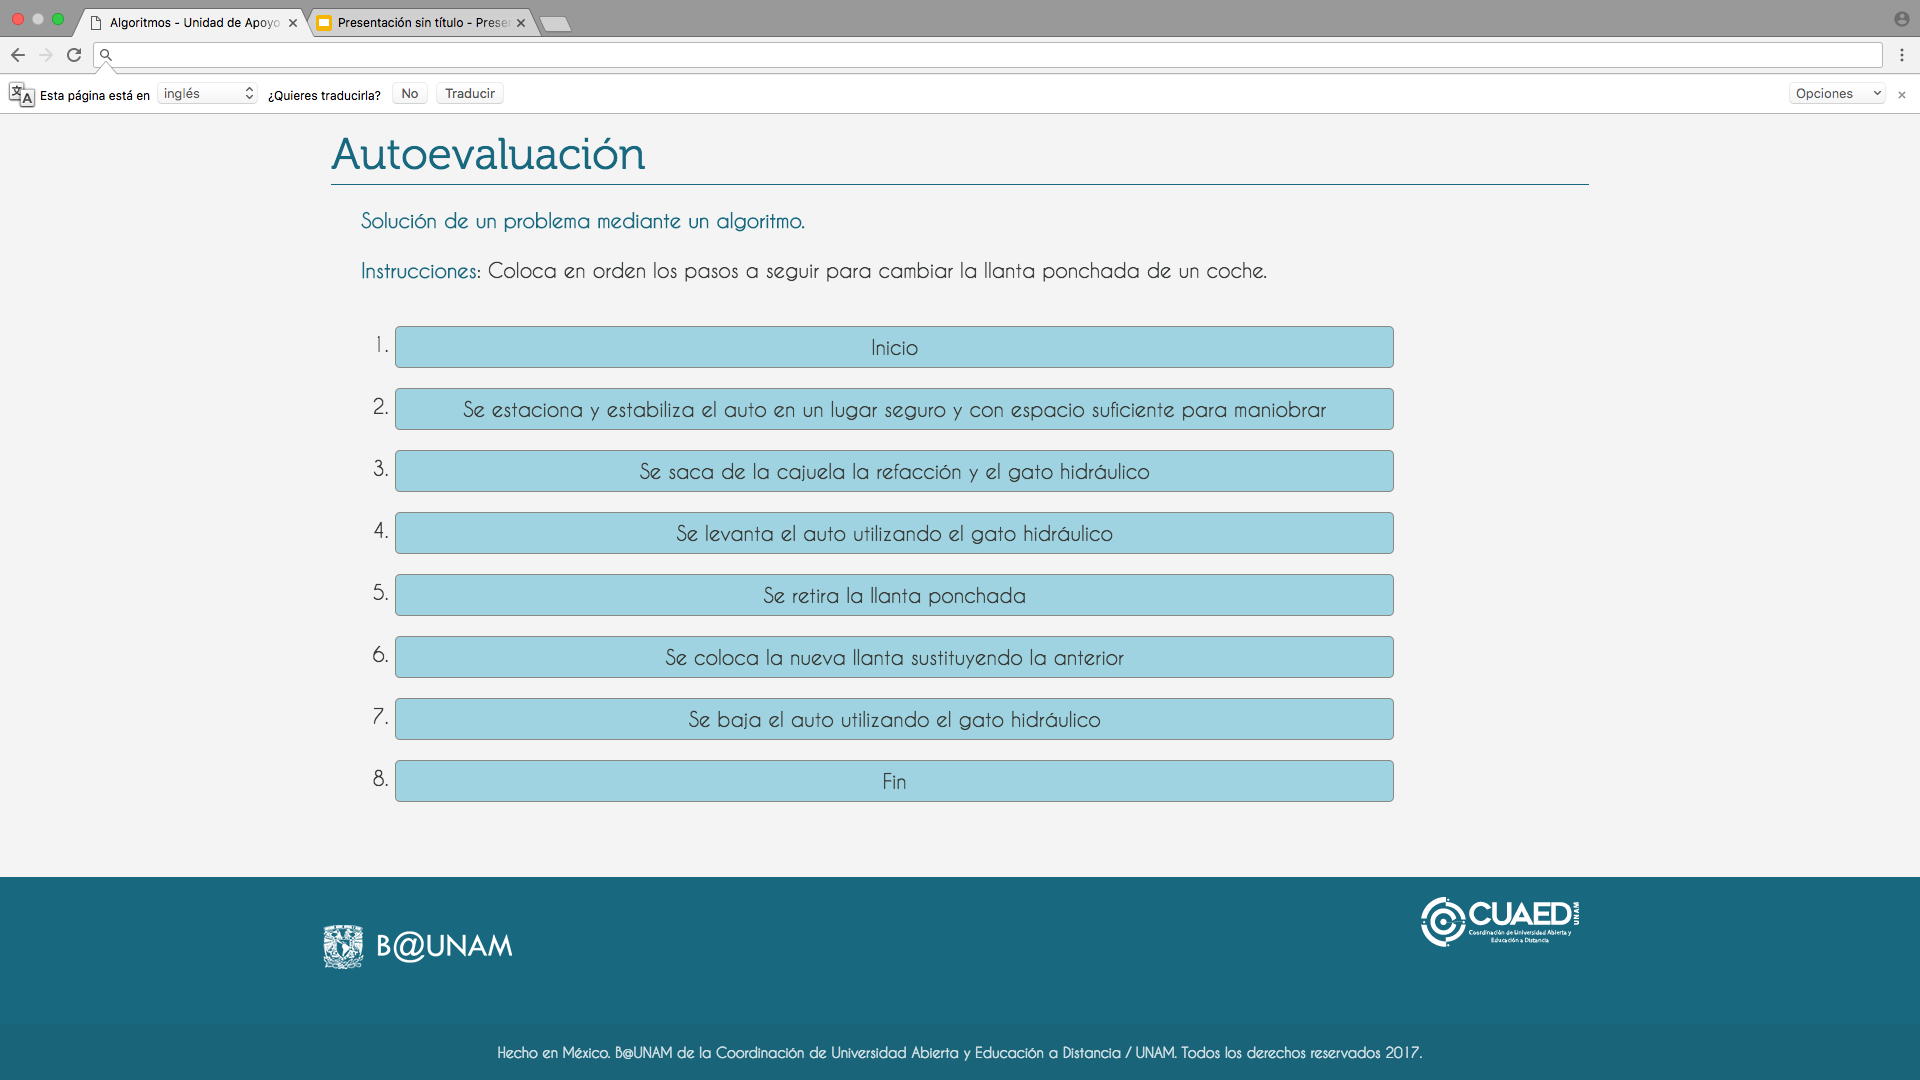 Algoritmos - Unidad de Apoyo
Presentación sin título - Prese
Esta página está en inglés ¿Quieres traducirla? No Traducir Opciones
Autoevaluación
Solución de un problema mediante un algoritmo.
Instrucciones: Coloca en orden los pasos a seguir para cambiar la llanta ponchada de un coche.
1. Inicio
2. Se estaciona y estabiliza el auto en un lugar seguro y con espacio suficiente para maniobrar
3. Se saca de la cajuela la refacción y el gato hidráulico
4. Se levanta el auto utilizando el gato hidráulico
5. Se retira la llanta ponchada
6. Se coloca la nueva llanta sustituyendo la anterior
7. Se baja el auto utilizando el gato hidráulico
8. Fin
B@UNAM
CUAED UNAM
Coordinación de Universidad Abierta y
Educación a Distancia
Hecho en México. B@UNAM de la Coordinación de Universidad Abierta y Educación a Distancia / UNAM. Todos los derechos reservados 2017.